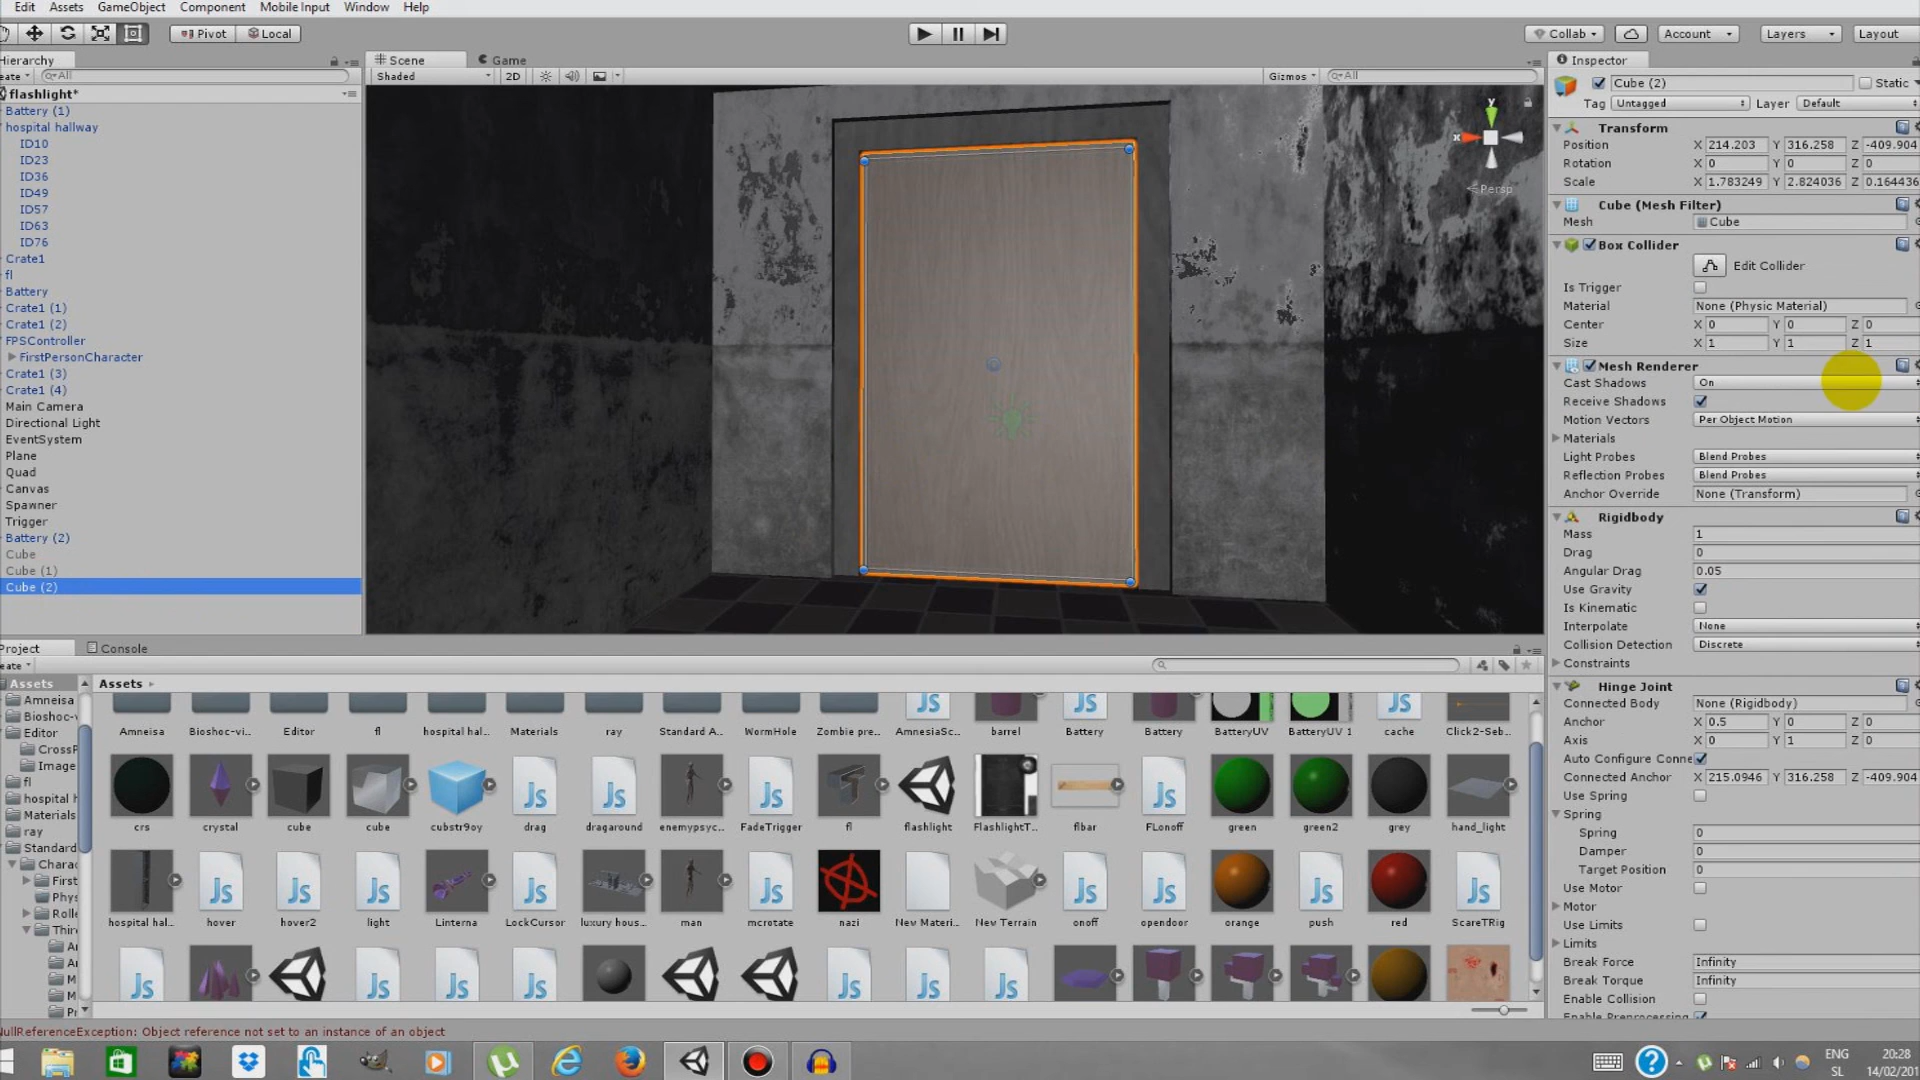 Edit Assets GameObject Component Mobile Input Window Help
Pivot Local Collab Account Layers Layout
Hierarchy Scene Game Inspector
All Shaded 2D Gizmos All
flashlight*
Battery (1)
hospital hallway
ID10
ID23
ID36
ID49
ID57
ID63
ID76
Crate1
fl
Battery
Crate1 (1)
Crate1 (2)
FPSController
FirstPersonCharacter
Crate1 (3)
Crate1 (4)
Main Camera
Directional Light
EventSystem
Plane
Quad
Canvas
Spawner
Trigger
Battery (2)
Cube
Cube (1)
Cube (2)
y
x
Persp
Cube (2) Static
Tag Untagged Layer Default
Transform
Position X 214.203 Y 316.258 Z -409.904
Rotation X 0 Y 0 Z 0
Scale X 1.783249 Y 2.824036 Z 0.164436
Cube (Mesh Filter)
Mesh Cube
Box Collider
Edit Collider
Is Trigger
Material None (Physic Material)
Center X 0 Y 0 Z 0
Size X 1 Y 1 Z 1
Mesh Renderer
Cast Shadows On
Receive Shadows
Motion Vectors Per Object Motion
Materials
Light Probes Blend Probes
Reflection Probes Blend Probes
Anchor Override None (Transform)
Rigidbody
Mass 1
Drag 0
Angular Drag 0.05
Use Gravity
Is Kinematic
Interpolate None
Collision Detection Discrete
Constraints
Hinge Joint
Connected Body None (Rigidbody)
Anchor X 0.5 Y 0 Z 0
Axis X 0 Y 1 Z 0
Auto Configure Conne
Connected Anchor X 215.0946 Y 316.258 Z -409.904
Use Spring
Spring
Spring 0
Damper 0
Target Position 0
Use Motor
Motor
Use Limits
Limits
Break Force Infinity
Break Torque Infinity
Enable Collision
Enable Preprocessing
Project Console
Assets
Amneisa
Bioshoc-v
Editor
CrossP
Image
fl
hospital h
Materials
ray
Standard
Charac
First
Phys
Rolle
Third
Assets
Amneisa Bioshoc-vi... Editor fl hospital hal... Materials ray Standard A... WormHole Zombie pre... AmnesiaSc... barrel Battery Battery BatteryUV BatteryUV 1 cache Click2-Seb...
crs crystal cube cube cubstr9oy drag dragaround enemypsyc... FadeTrigger fl flashlight FlashlightT... flbar FLonoff green green2 grey hand_light
hospital hal... hover hover2 light Linterna LockCursor luxury hous... man mcrotate nazi New Materi... New Terrain onoff opendoor orange push red ScareTRig
NullReferenceException: Object reference not set to an instance of an object
ENG 20:28
SL 14/02/201